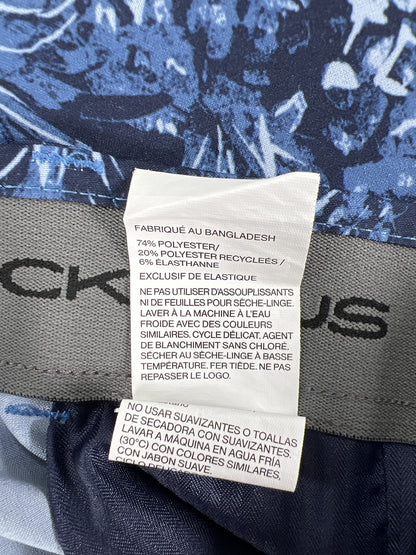 CK
US
FABRIQUÉ AU BANGLADESH
74% POLYESTER/
20% POLYESTER RECYCLEÉS /
6% ÉLASTHANNE
EXCLUSIF DE ELASTIQUE
NE PAS UTILISER D'ASSOUPLISSANTS
NI DE FEUILLES POUR SÈCHE-LINGE.
LAVER À LA MACHINE À L'EAU
FROIDE AVEC DES COULEURS
SIMILAIRES. CYCLE DÉLICAT, AGENT
DE BLANCHIMENT SANS CHLORÉ.
SÉCHER AU SÈCHE-LINGE À BASSE
TEMPÉRATURE. FER TIÈDE. NE PAS
REPASSER LE LOGO.
NO USAR SUAVIZANTES O TOALLAS
DE SECADORA CON SUAVIZANTES.
(30°C) LAVAR A MÁQUINA EN AGUA FRÍA
CON COLORES SIMILARES,
CON JABON SUAVE.